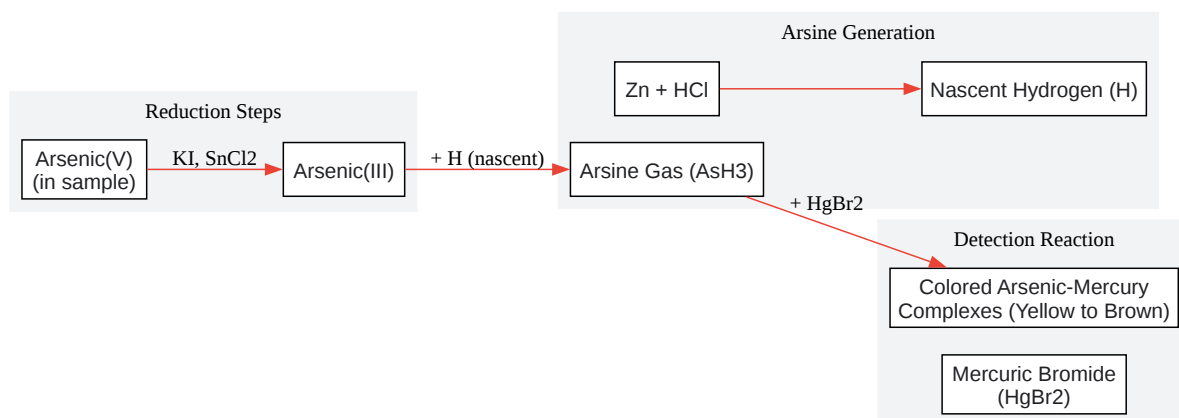 Arsine Generation
Zn + HCl
Nascent Hydrogen (H)
Reduction Steps
Arsenic(V)
(in sample)
KI, SnCl2
Arsenic(III)
+ H (nascent)
Arsine Gas (AsH3)
+ HgBr2
Detection Reaction
Colored Arsenic-Mercury
Complexes (Yellow to Brown)
Mercuric Bromide
(HgBr2)